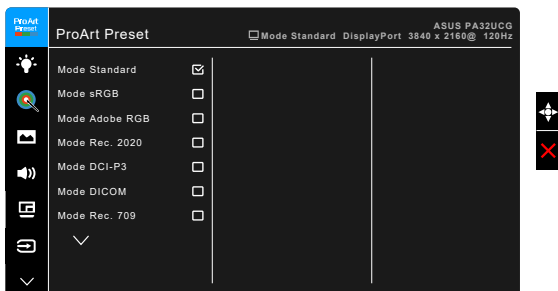 ProArt
Preset
ProArt Preset
ASUS PA32UCG
Mode Standard DisplayPort 3840 x 2160@ 120Hz
Mode Standard
Mode sRGB
Mode Adobe RGB
Mode Rec. 2020
Mode DCI-P3
Mode DICOM
Mode Rec. 709